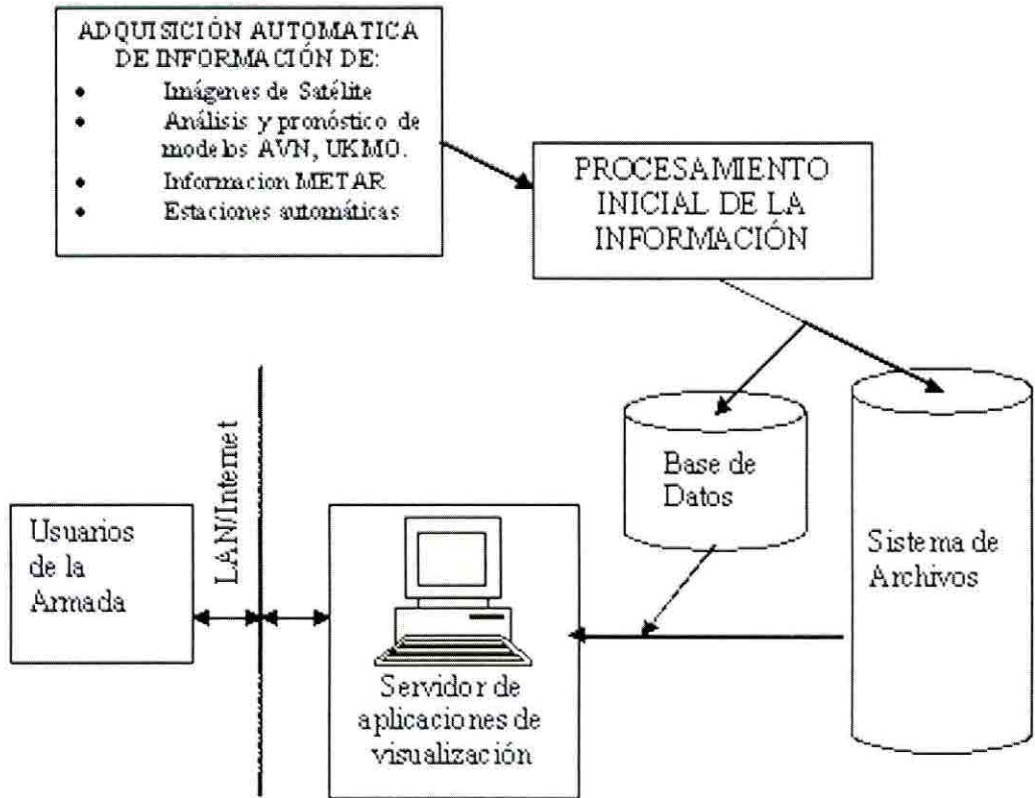 ADQUISICIÓN AUTOMATICA
DE INFORMACIÓN DE:
• Imágenes de Satélite
• Análisis y pronóstico de
modelos AVN, UKMO.
• Informacion METAR
• Estaciones automáticas
PROCESAMIENTO
INICIAL DE LA
INFORMACIÓN
Base de
Datos
Sistema de
Archivos
LAN/Internet
Usuarios
de la
Armada
Servidor de
aplicaciones de
visualización